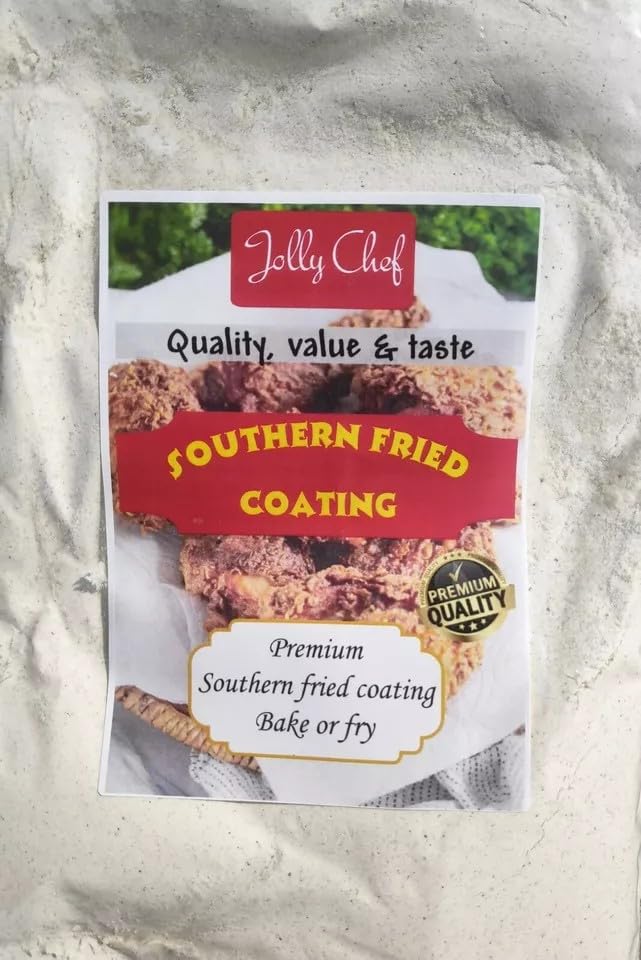 Jolly Chef
Quality, value & taste
SOUTHERN FRIED
COATING
PREMIUM
QUALITY
Premium
Southern fried coating
Bake or fry